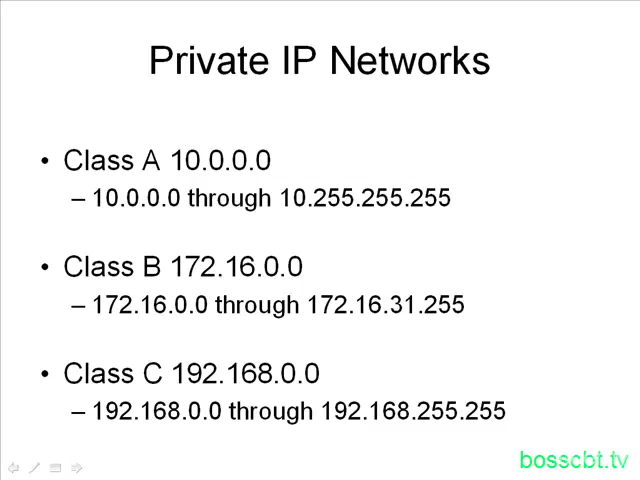 Private IP Networks
• Class A 10.0.0.0
– 10.0.0.0 through 10.255.255.255
• Class B 172.16.0.0
– 172.16.0.0 through 172.16.31.255
• Class C 192.168.0.0
– 192.168.0.0 through 192.168.255.255
bosscbt.tv